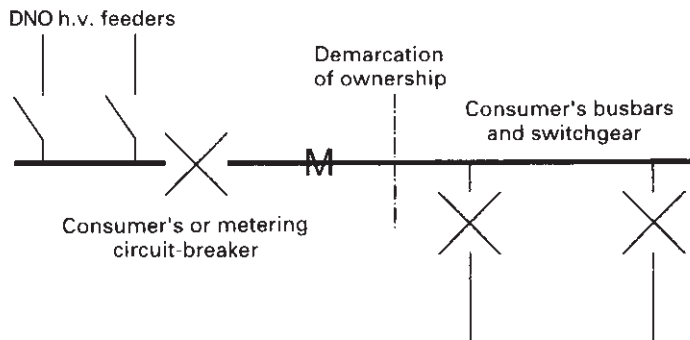 DNO h.v. feeders
Demarcation
of ownership
Consumer's busbars
and switchgear
M
Consumer's or metering
circuit-breaker